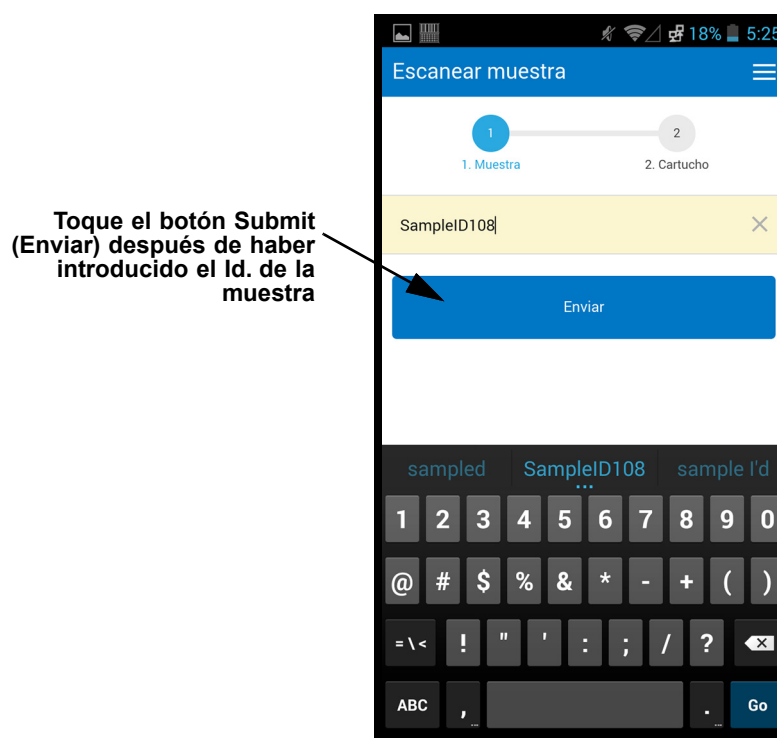 18% 5:25
Escanear muestra
1 2
1. Muestra 2. Cartucho
Toque el botón Submit
(Enviar) después de haber
introducido el Id. de la
muestra
SampleID108
Enviar
sampled SampleID108 sample I'd
1 2 3 4 5 6 7 8 9 0
@ # $ % & * - + ( )
= \ < ! " ' : ; / ?
ABC , . Go